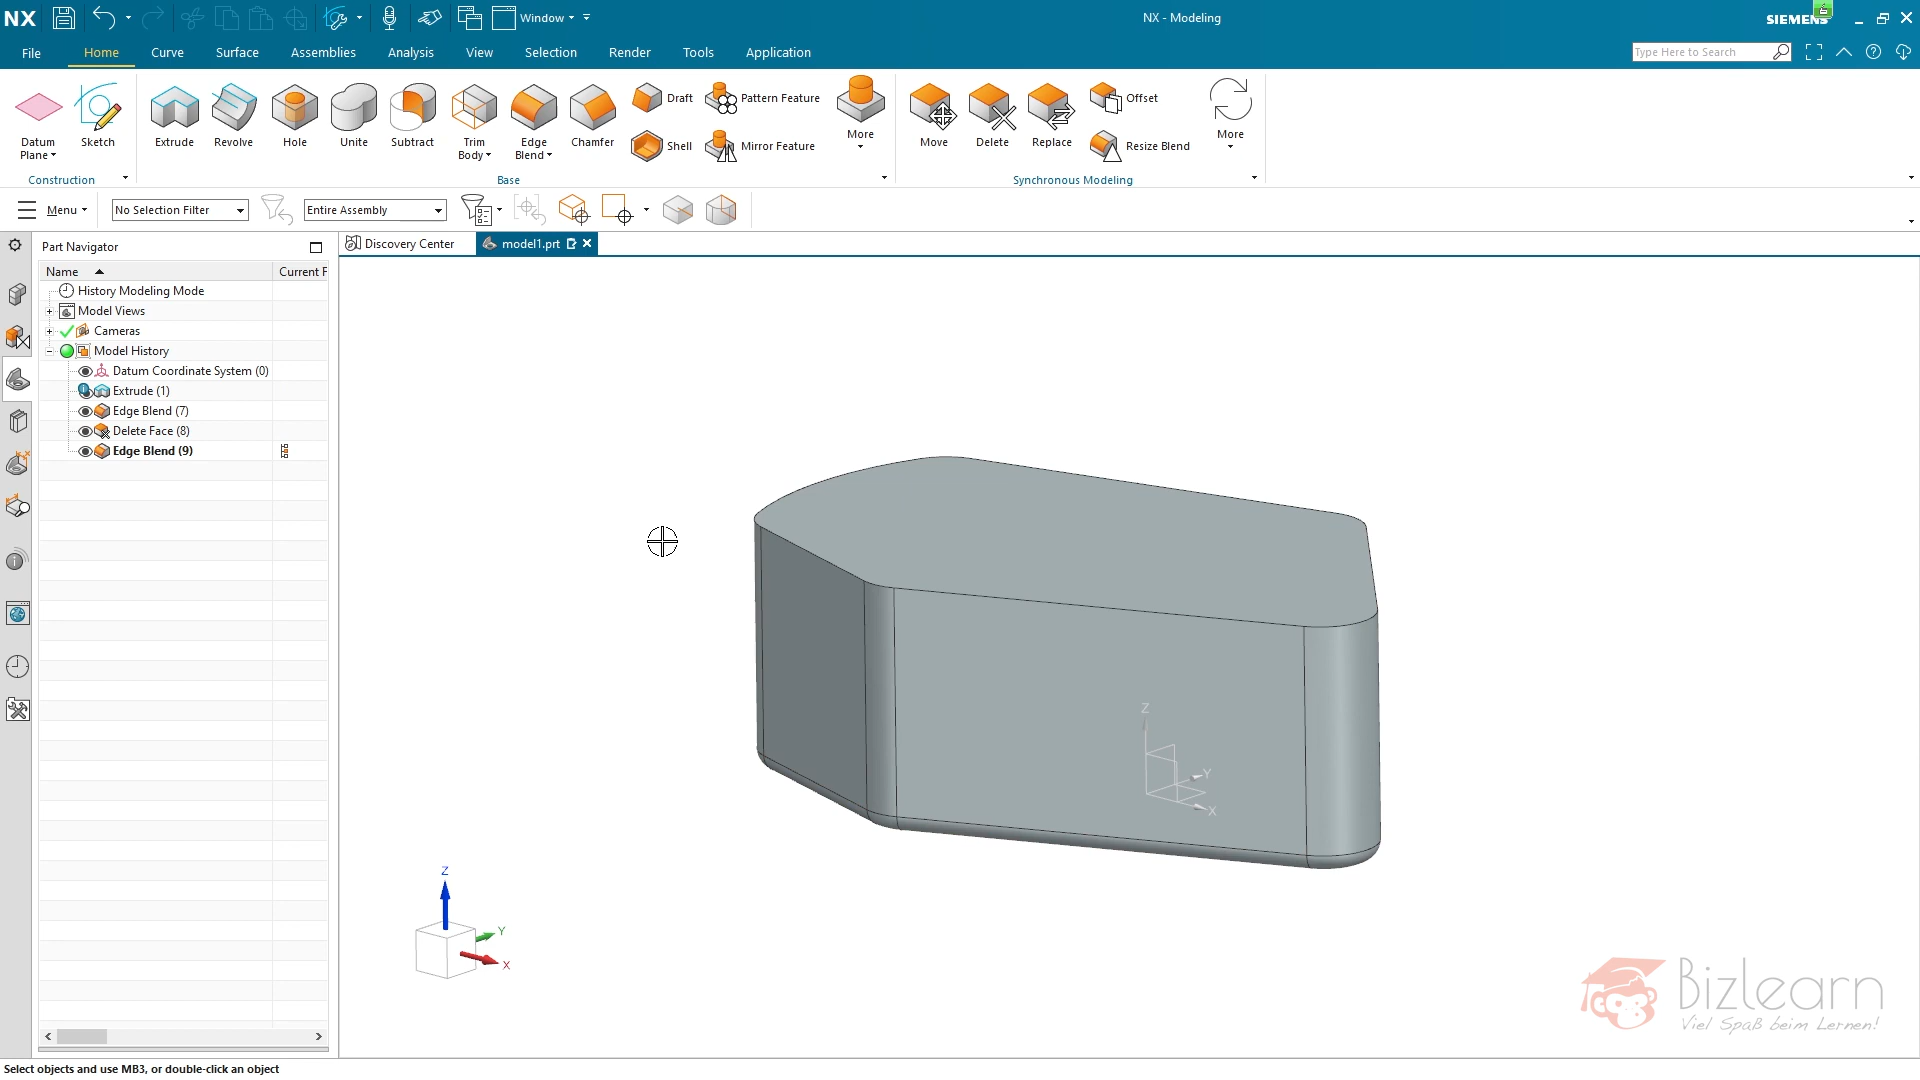 NX
Window
NX - Modeling
SIEMENS
File
Home
Curve
Surface
Assemblies
Analysis
View
Selection
Render
Tools
Application
Type Here to Search
Datum
Plane
Sketch
Extrude
Revolve
Hole
Unite
Subtract
Trim
Body
Edge
Blend
Chamfer
Draft
Shell
Pattern Feature
Mirror Feature
More
Move
Delete
Replace
Offset
Resize Blend
More
Construction
Base
Synchronous Modeling
Menu
No Selection Filter
Entire Assembly
Part Navigator
Discovery Center
model1.prt
Name
Current F
History Modeling Mode
Model Views
Cameras
Model History
Datum Coordinate System (0)
Extrude (1)
Edge Blend (7)
Delete Face (8)
Edge Blend (9)
Z
Y
X
Z
Y
X
Bizlearn
Viel Spaß beim Lernen!
Select objects and use MB3, or double-click an object